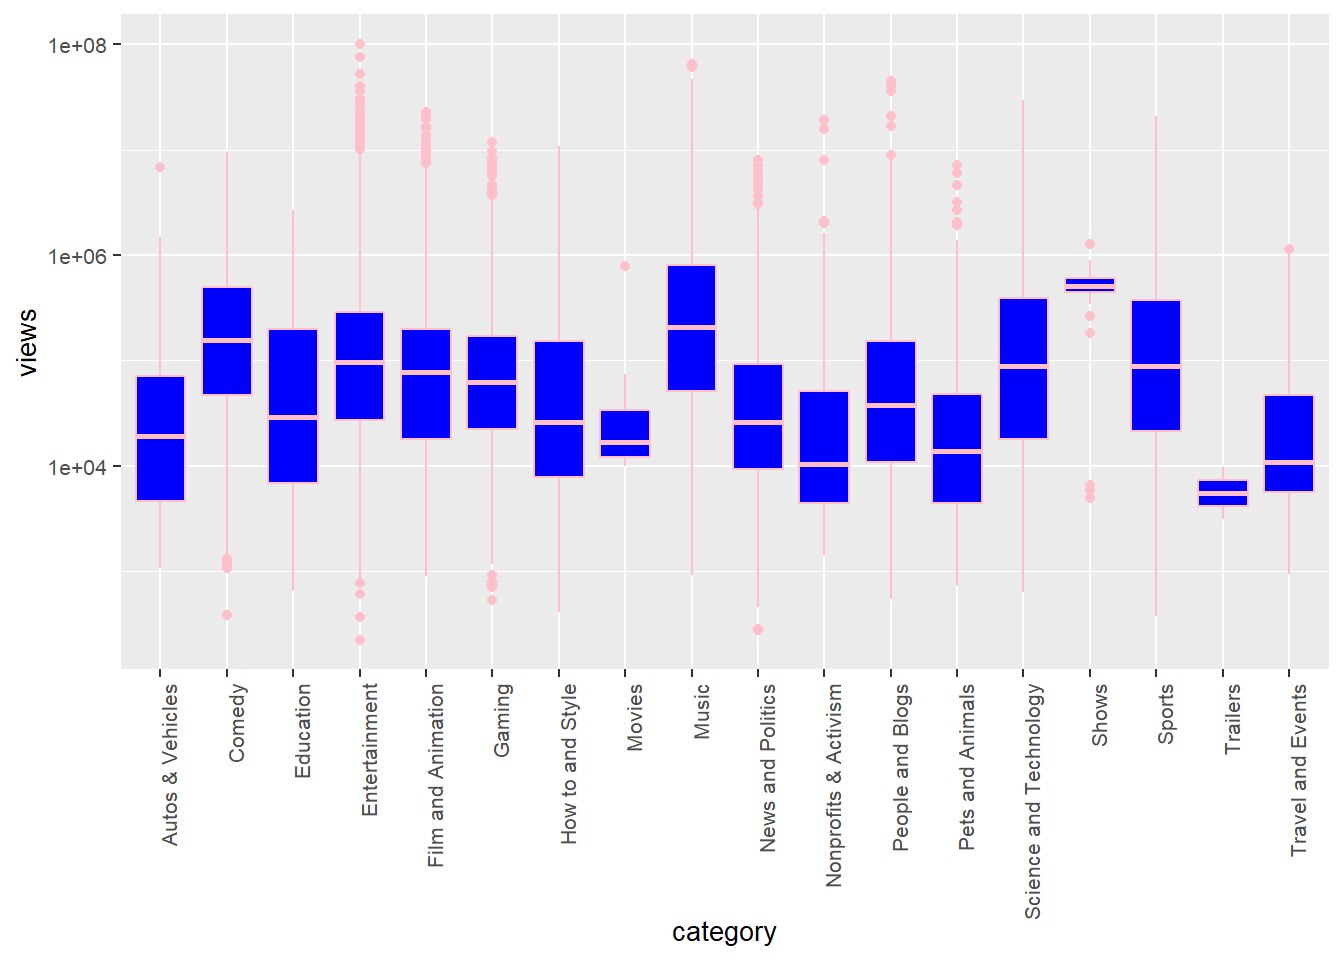 1e+08
1e+06
1e+04
views
Autos & Vehicles
Comedy
Education
Entertainment
Film and Animation
Gaming
How to and Style
Movies
Music
News and Politics
Nonprofits & Activism
People and Blogs
Pets and Animals
Science and Technology
Shows
Sports
Trailers
Travel and Events
category